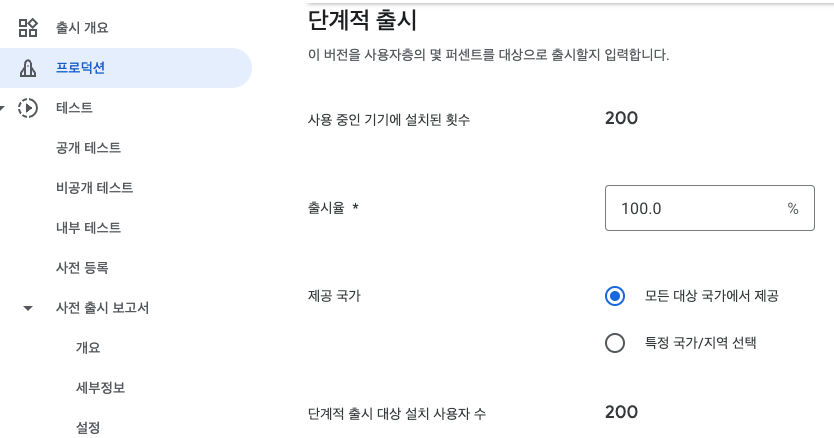 출시 개요
프로덕션
테스트
공개 테스트
비공개 테스트
내부 테스트
사전 등록
사전 출시 보고서
개요
세부정보
설정
단계적 출시
이 버전을 사용자층의 몇 퍼센트를 대상으로 출시할지 입력합니다.
사용 중인 기기에 설치된 횟수 200
출시율 * 100.0 %
제공 국가 모든 대상 국가에서 제공
특정 국가/지역 선택
단계적 출시 대상 설치 사용자 수 200